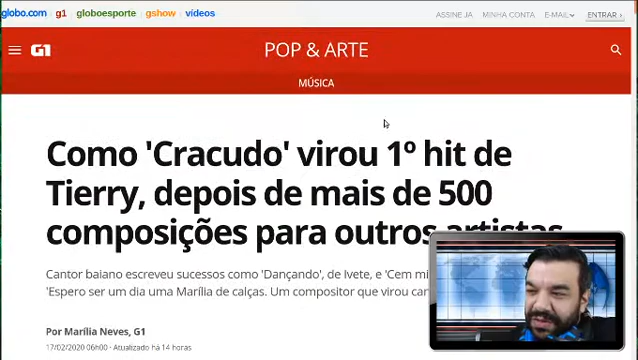 globo.com g1 globoesporte gshow vídeos ASSINE JÁ MINHA CONTA E-MAIL ENTRAR ›
G1 POP & ARTE
MÚSICA
Como 'Cracudo' virou 1º hit de
Tierry, depois de mais de 500
composições para outros artistas
Cantor baiano escreveu sucessos como 'Dançando', de Ivete, e 'Cem mi
'Espero ser um dia uma Marília de calças. Um compositor que virou can
Por Marília Neves, G1
17/02/2020 06h00 · Atualizado há 14 horas